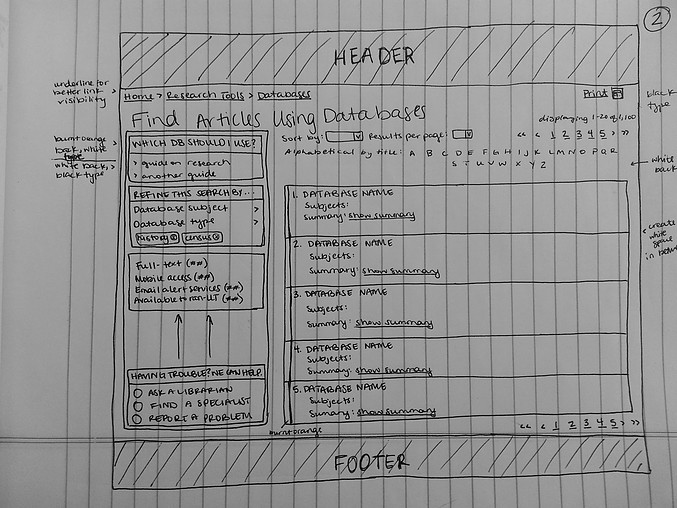 2
HEADER
underline for better link visibility
Home > Research Tools > Databases
Print
black type
Find Articles Using Databases
displaying 1-20 of 1,100
burnt orange back, white type
white back, black type
WHICH DB SHOULD I USE?
> guide on research
> another guide
Sort by:
Results per page:
<< < 1 2 3 4 5 > >>
Alphabetical by title: A B C D E F G H I J K L M N O P Q R
S T U V W X Y Z
white back
REFINE THIS SEARCH BY...
Database subject >
Database type >
history x census x
Full-text (##)
Mobile access (##)
Email alert services (##)
Available to non-UT (##)
HAVING TROUBLE? WE CAN HELP.
ASK A LIBRARIAN
FIND A SPECIALIST
REPORT A PROBLEM
1. DATABASE NAME
Subjects:
Summary: show summary
2. DATABASE NAME
Subjects:
Summary: show summary
create white space in between
3. DATABASE NAME
Subjects:
Summary: show summary
4. DATABASE NAME
Subjects:
Summary: show summary
5. DATABASE NAME
Subjects:
Summary: show summary
burnt orange
<< < 1 2 3 4 5 > >>
FOOTER